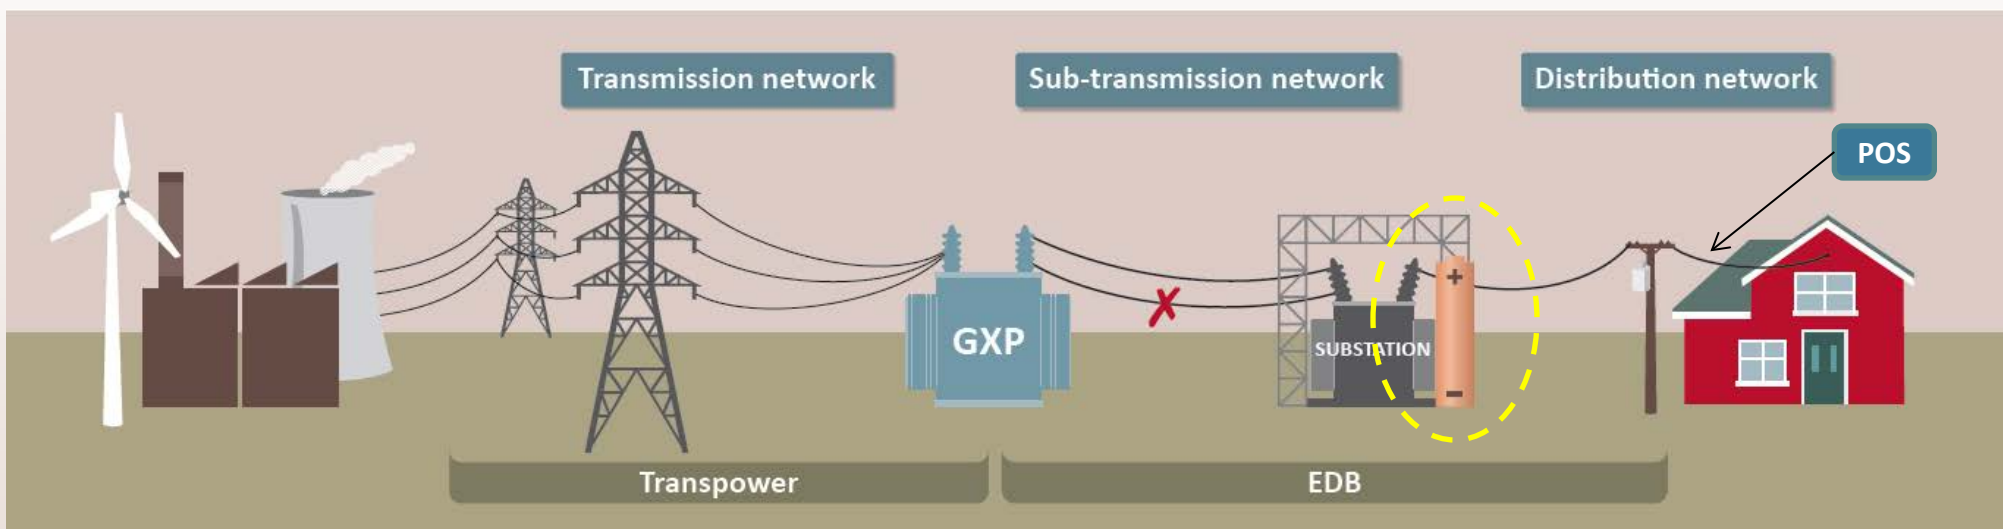 Transmission network
Sub-transmission network
Distribution network
POS
GXP
SUBSTATION
+
-
Transpower
EDB